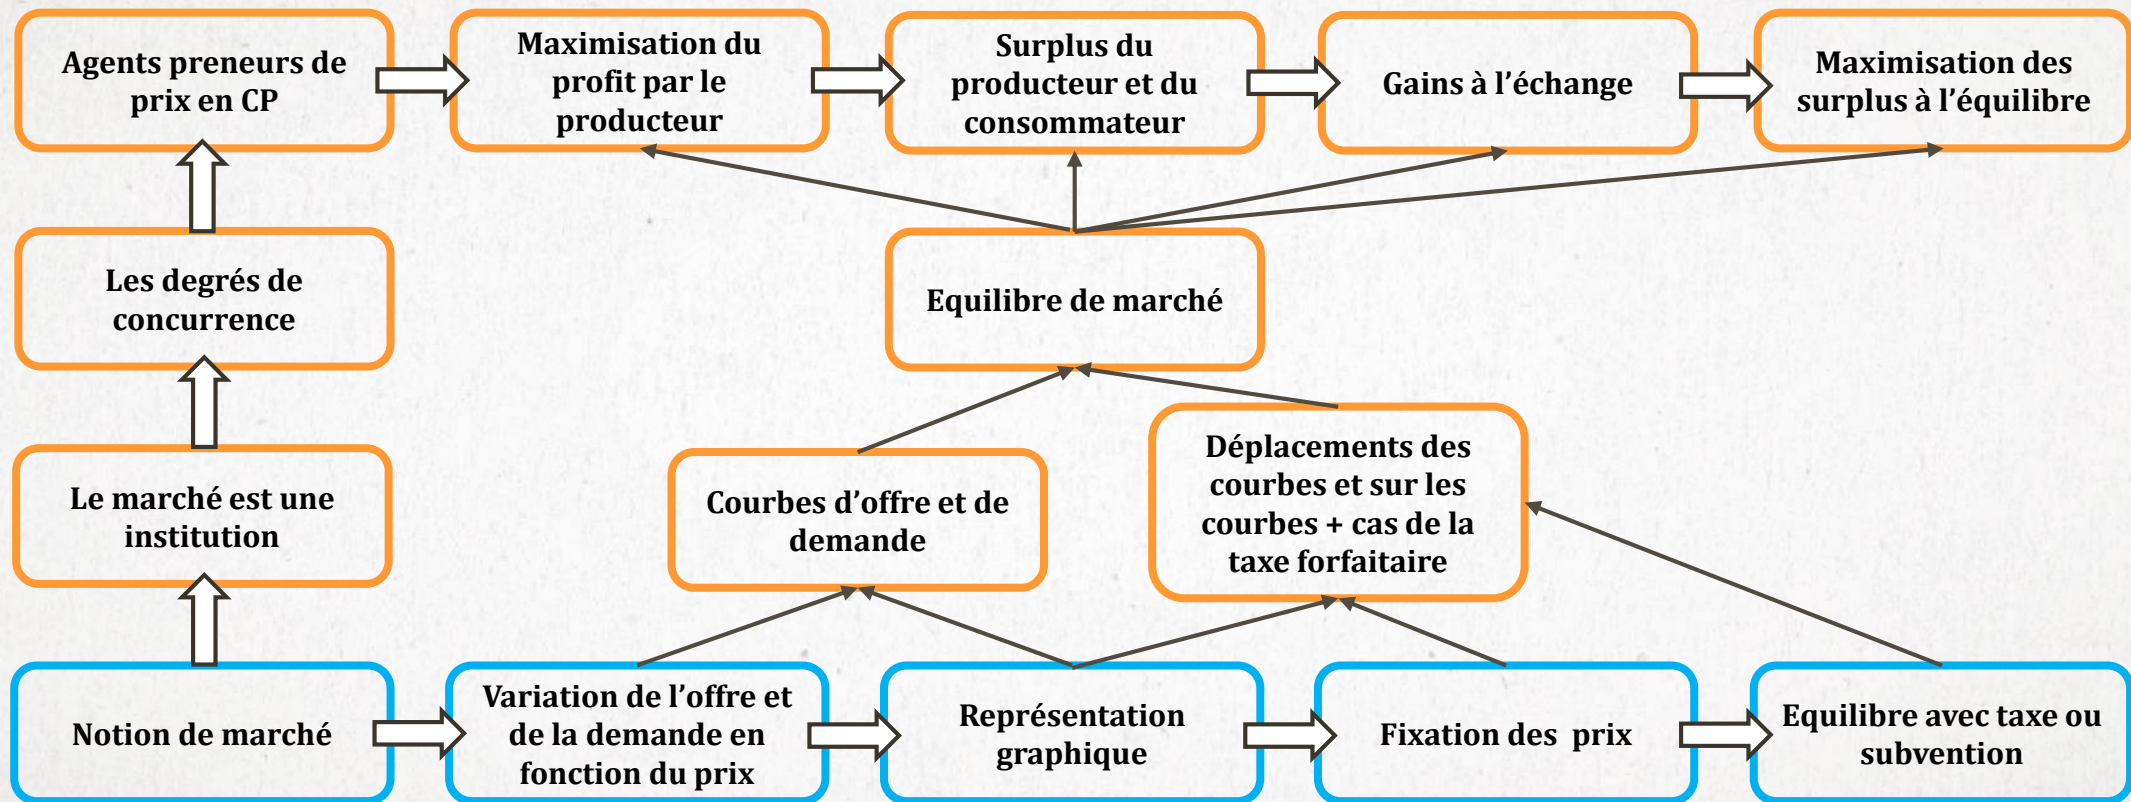 Agents preneurs de
prix en CP
Maximisation du
profit par le
producteur
Surplus du
producteur et du
consommateur
Gains à l’échange
Maximisation des
surplus à l’équilibre
Les degrés de
concurrence
Equilibre de marché
Le marché est une
institution
Courbes d’offre et de
demande
Déplacements des
courbes et sur les
courbes + cas de la
taxe forfaitaire
Notion de marché
Variation de l’offre et
de la demande en
fonction du prix
Représentation
graphique
Fixation des prix
Equilibre avec taxe ou
subvention